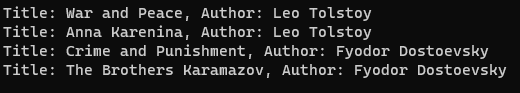 Title: War and Peace, Author: Leo Tolstoy
Title: Anna Karenina, Author: Leo Tolstoy
Title: Crime and Punishment, Author: Fyodor Dostoevsky
Title: The Brothers Karamazov, Author: Fyodor Dostoevsky